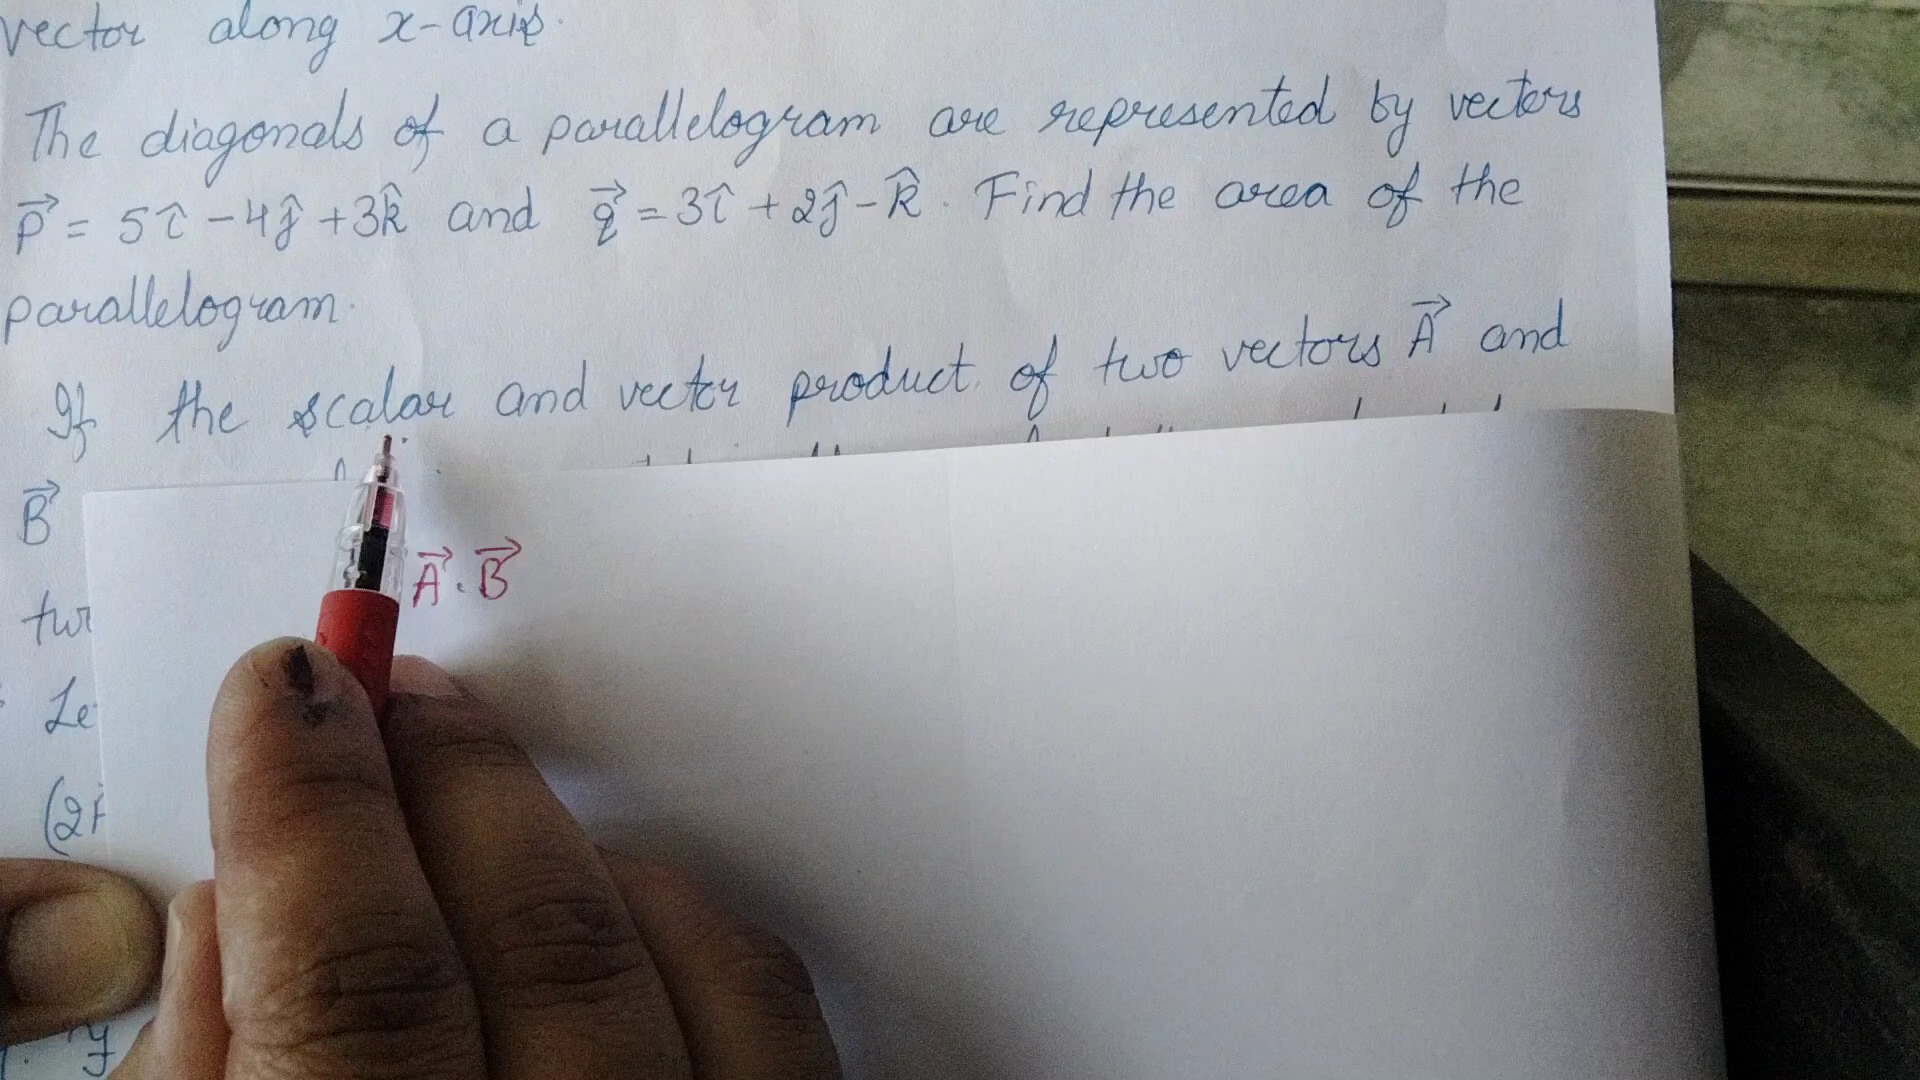 vector along x-axis.
The diagonals of a parallelogram are represented by vectors
p⃗ = 5î - 4ĵ + 3k̂ and q⃗ = 3î + 2ĵ - k̂. Find the area of the
parallelogram.
If the scalar and vector product of two vectors A⃗ and
B⃗
A⃗ . B⃗
(2